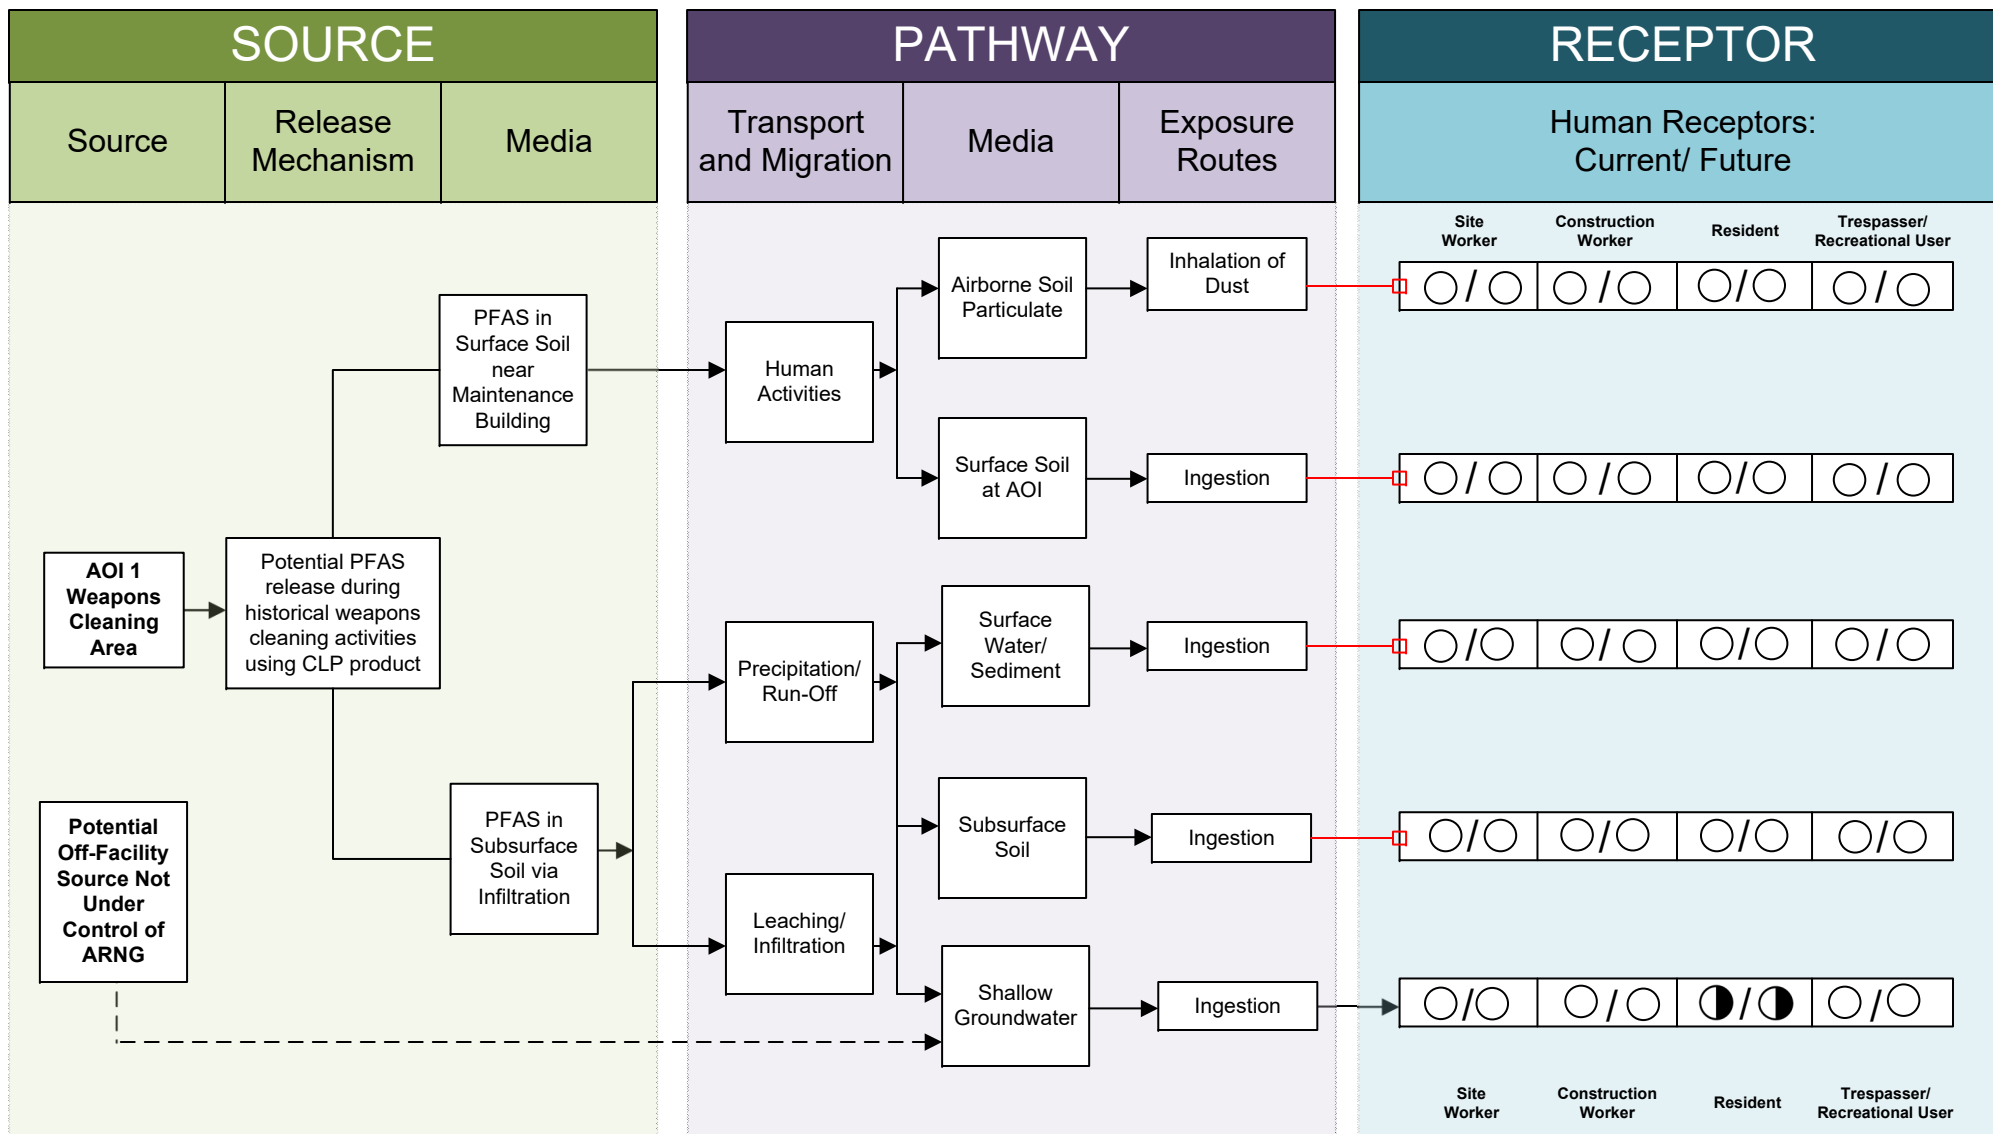 SOURCE
PATHWAY
RECEPTOR
Source
Release
Mechanism
Media
Transport
and Migration
Media
Exposure
Routes
Human Receptors:
Current/ Future
Site
Worker
Construction
Worker
Resident
Trespasser/
Recreational User
AOI 1
Weapons
Cleaning
Area
Potential
Off-Facility
Source Not
Under
Control of
ARNG
Potential PFAS
release during
historical weapons
cleaning activities
using CLP product
PFAS in
Surface Soil
near
Maintenance
Building
PFAS in
Subsurface
Soil via
Infiltration
Human
Activities
Precipitation/
Run-Off
Leaching/
Infiltration
Airborne Soil
Particulate
Inhalation of
Dust
/ / / /
Surface Soil
at AOI
Ingestion
/ / / /
Surface
Water/
Sediment
Ingestion
/ / / /
Subsurface
Soil
Ingestion
/ / / /
Shallow
Groundwater
Ingestion
/ / / /
Site
Worker
Construction
Worker
Resident
Trespasser/
Recreational User